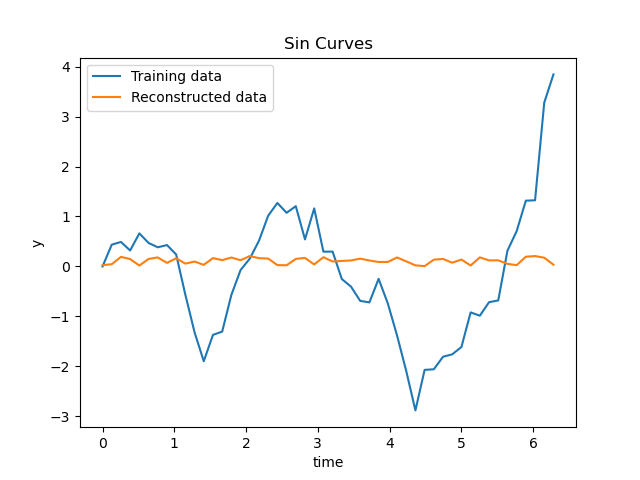 Sin Curves
Training data
Reconstructed data
y
4
3
2
1
0
−1
−2
−3
0 1 2 3 4 5 6
time